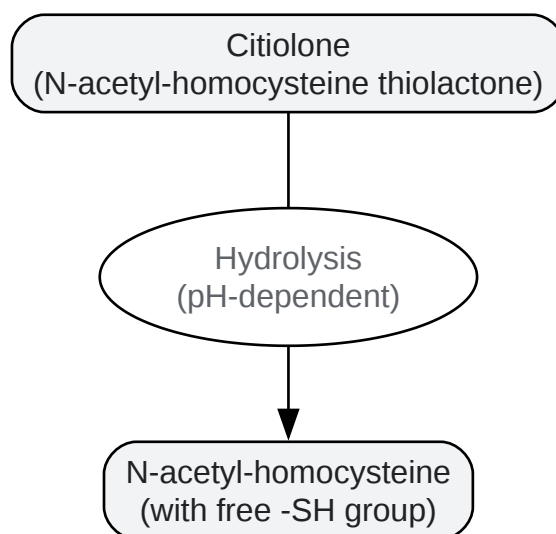 Citiolone
(N-acetyl-homocysteine thiolactone)
Hydrolysis
(pH-dependent)
N-acetyl-homocysteine
(with free -SH group)